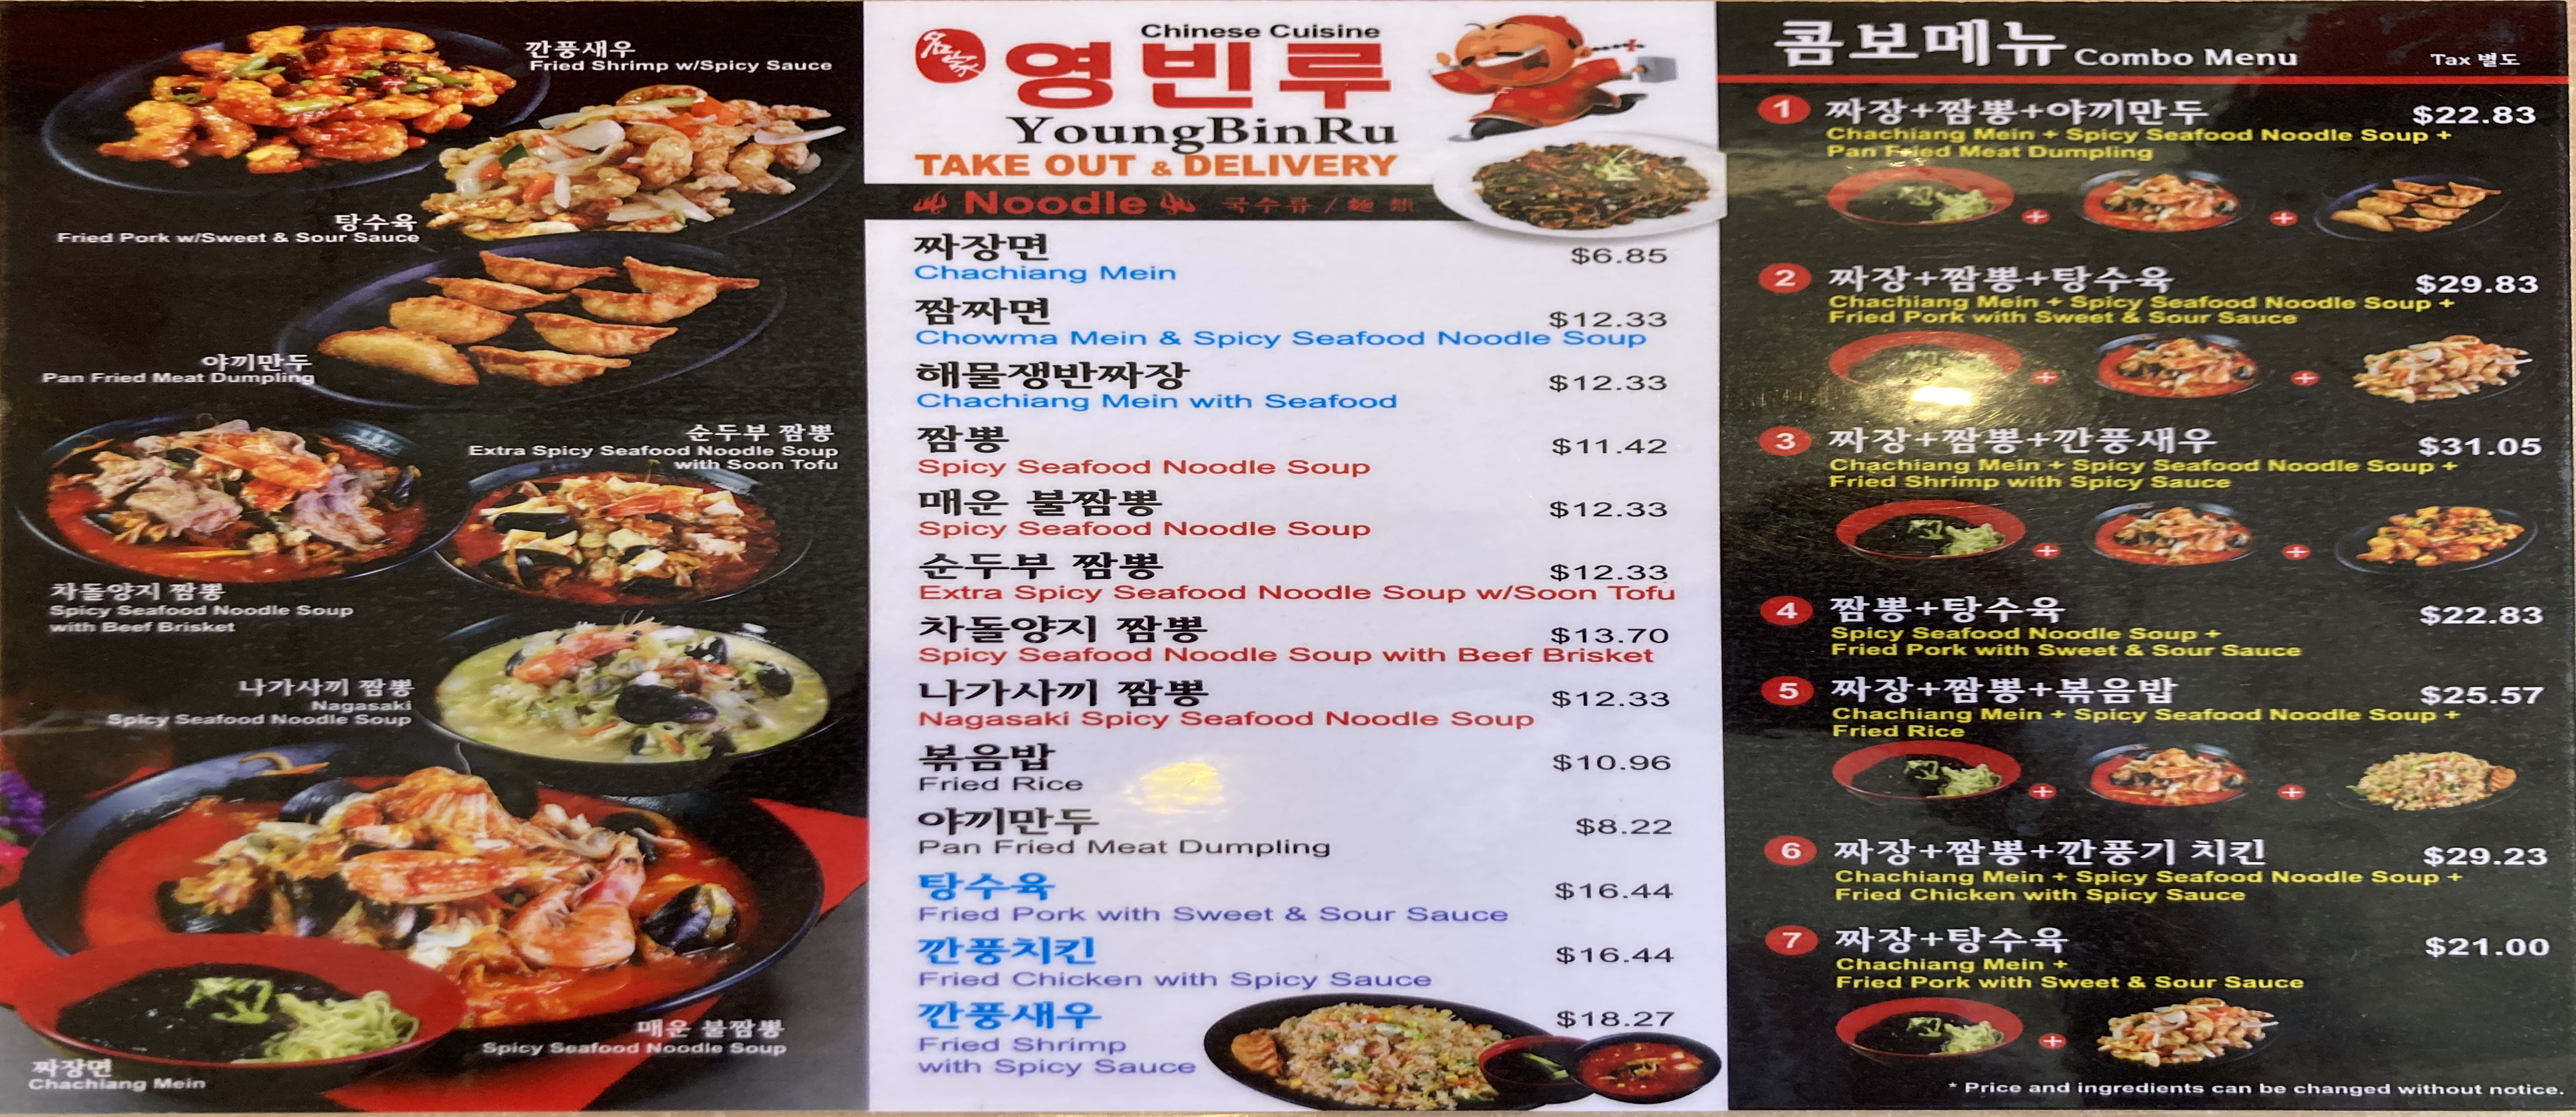 깐풍새우
Fried Shrimp w/Spicy Sauce
탕수육
Fried Pork w/Sweet & Sour Sauce
야끼만두
Pan Fried Meat Dumpling
순두부 짬뽕
Extra Spicy Seafood Noodle Soup
with Soon Tofu
차돌양지 짬뽕
Spicy Seafood Noodle Soup
with Beef Brisket
나가사끼 짬뽕
Nagasaki
Spicy Seafood Noodle Soup
매운 불짬뽕
Spicy Seafood Noodle Soup
짜장면
Chachiang Mein
Chinese Cuisine
名家
영빈루
YoungBinRu
TAKE OUT & DELIVERY
Noodle 국수류 / 麵 類
짜장면 $6.85
Chachiang Mein
짬짜면 $12.33
Chowma Mein & Spicy Seafood Noodle Soup
해물쟁반짜장 $12.33
Chachiang Mein with Seafood
짬뽕 $11.42
Spicy Seafood Noodle Soup
매운 불짬뽕 $12.33
Spicy Seafood Noodle Soup
순두부 짬뽕 $12.33
Extra Spicy Seafood Noodle Soup w/Soon Tofu
차돌양지 짬뽕 $13.70
Spicy Seafood Noodle Soup with Beef Brisket
나가사끼 짬뽕 $12.33
Nagasaki Spicy Seafood Noodle Soup
볶음밥 $10.96
Fried Rice
야끼만두 $8.22
Pan Fried Meat Dumpling
탕수육 $16.44
Fried Pork with Sweet & Sour Sauce
깐풍치킨 $16.44
Fried Chicken with Spicy Sauce
깐풍새우 $18.27
Fried Shrimp
with Spicy Sauce
콤보메뉴 Combo Menu Tax 별도
1 짜장+짬뽕+야끼만두 $22.83
Chachiang Mein + Spicy Seafood Noodle Soup +
Pan Fried Meat Dumpling
+ +
2 짜장+짬뽕+탕수육 $29.83
Chachiang Mein + Spicy Seafood Noodle Soup +
Fried Pork with Sweet & Sour Sauce
+ +
3 짜장+짬뽕+깐풍새우 $31.05
Chachiang Mein + Spicy Seafood Noodle Soup +
Fried Shrimp with Spicy Sauce
+ +
4 짬뽕+탕수육 $22.83
Spicy Seafood Noodle Soup +
Fried Pork with Sweet & Sour Sauce
5 짜장+짬뽕+볶음밥 $25.57
Chachiang Mein + Spicy Seafood Noodle Soup +
Fried Rice
+ +
6 짜장+짬뽕+깐풍기 치킨 $29.23
Chachiang Mein + Spicy Seafood Noodle Soup +
Fried Chicken with Spicy Sauce
7 짜장+탕수육 $21.00
Chachiang Mein +
Fried Pork with Sweet & Sour Sauce
+
* Price and ingredients can be changed without notice.